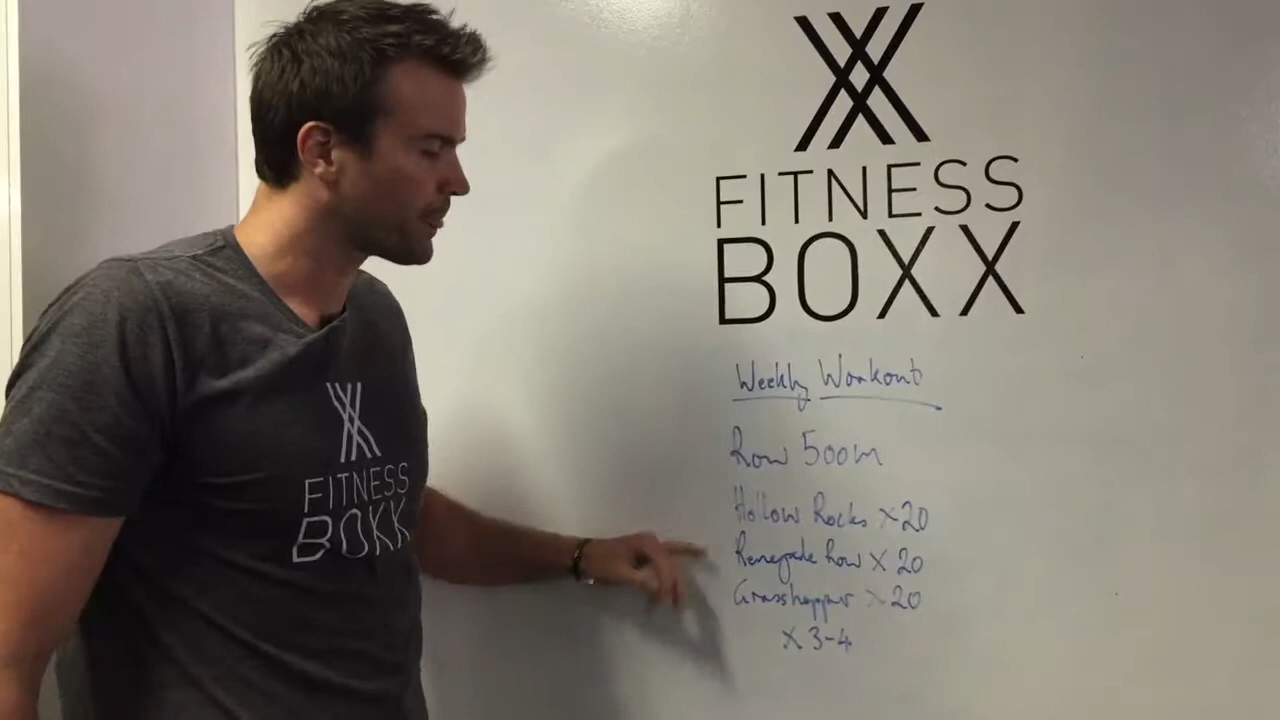 FITNESS
BOXX
Weekly Workout
Row 500m
Hollow Rocks x20
Renegade Row x 20
Grasshopper x20
x 3-4
FITNESS
BOXX